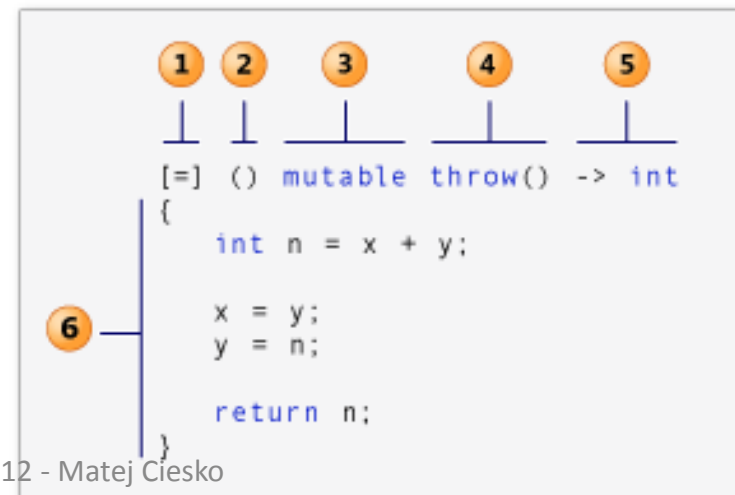 1 2 3 4 5
[=] () mutable throw() -> int
{
int n = x + y;
x = y;
6
y = n;
return n;
}
12 - Matej Ciesko